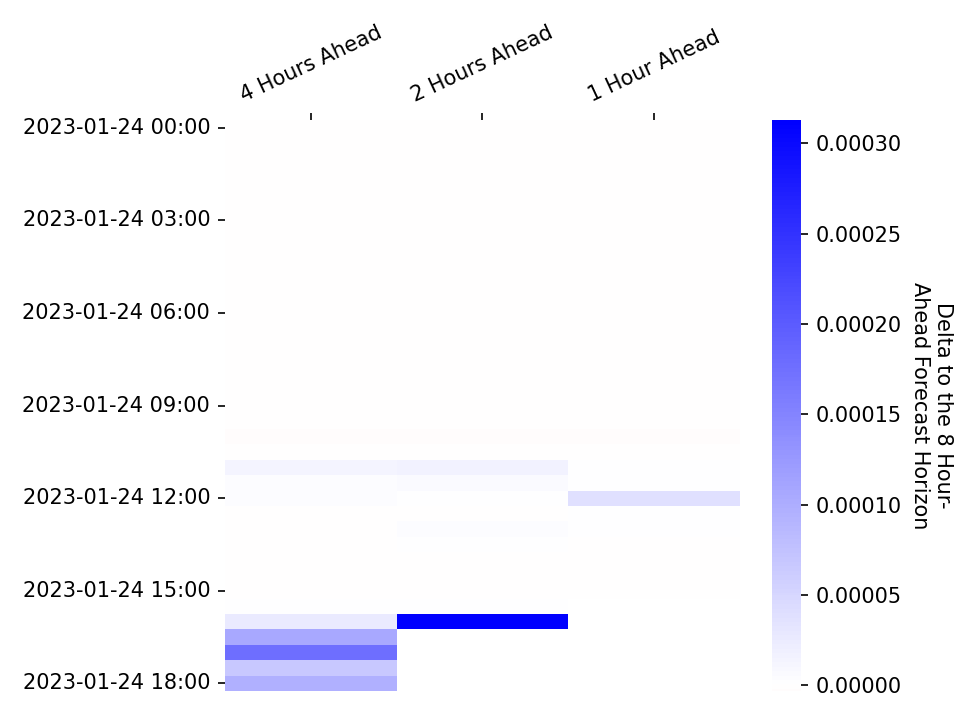 4 Hours Ahead
2 Hours Ahead
1 Hour Ahead
2023-01-24 00:00
2023-01-24 03:00
2023-01-24 06:00
2023-01-24 09:00
2023-01-24 12:00
2023-01-24 15:00
2023-01-24 18:00
0.00030
0.00025
0.00020
0.00015
0.00010
0.00005
0.00000
Delta to the 8 Hour-
Ahead Forecast Horizon